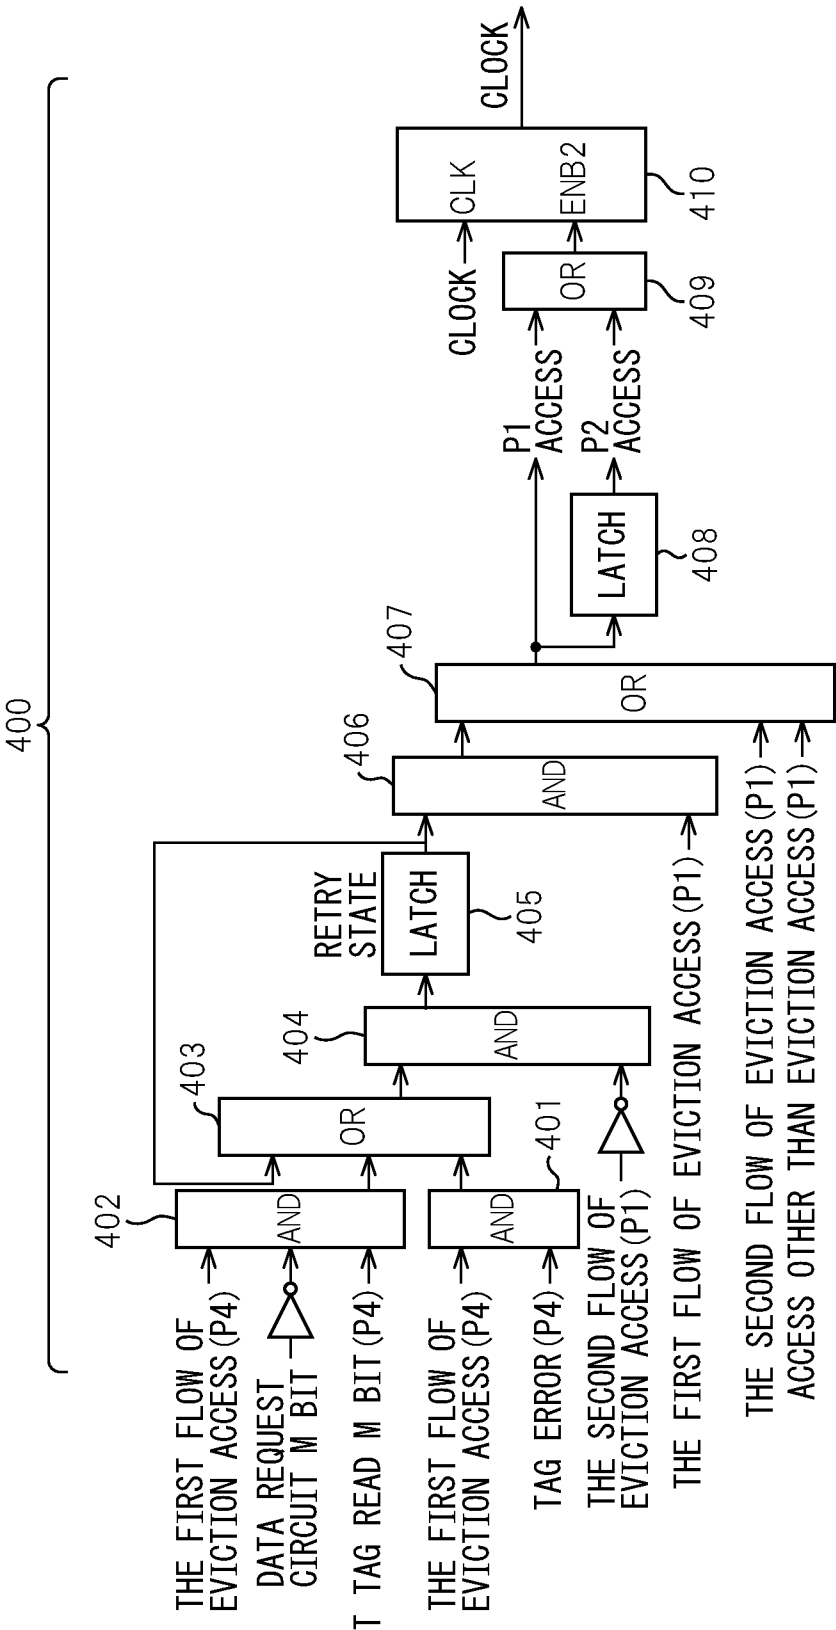 400
THE FIRST FLOW OF
EVICTION ACCESS(P4)
DATA REQUEST
CIRCUIT M BIT
T TAG READ M BIT(P4)
402
AND
THE FIRST FLOW OF
EVICTION ACCESS(P4)
TAG ERROR(P4)
AND
401
403
OR
THE SECOND FLOW OF
EVICTION ACCESS(P1)
404
AND
RETRY
STATE
LATCH
405
THE FIRST FLOW OF EVICTION ACCESS(P1)
406
AND
THE SECOND FLOW OF EVICTION ACCESS(P1)
ACCESS OTHER THAN EVICTION ACCESS(P1)
407
OR
LATCH
408
P1
ACCESS
P2
ACCESS
OR
409
CLOCK
CLK
ENB2
410
CLOCK